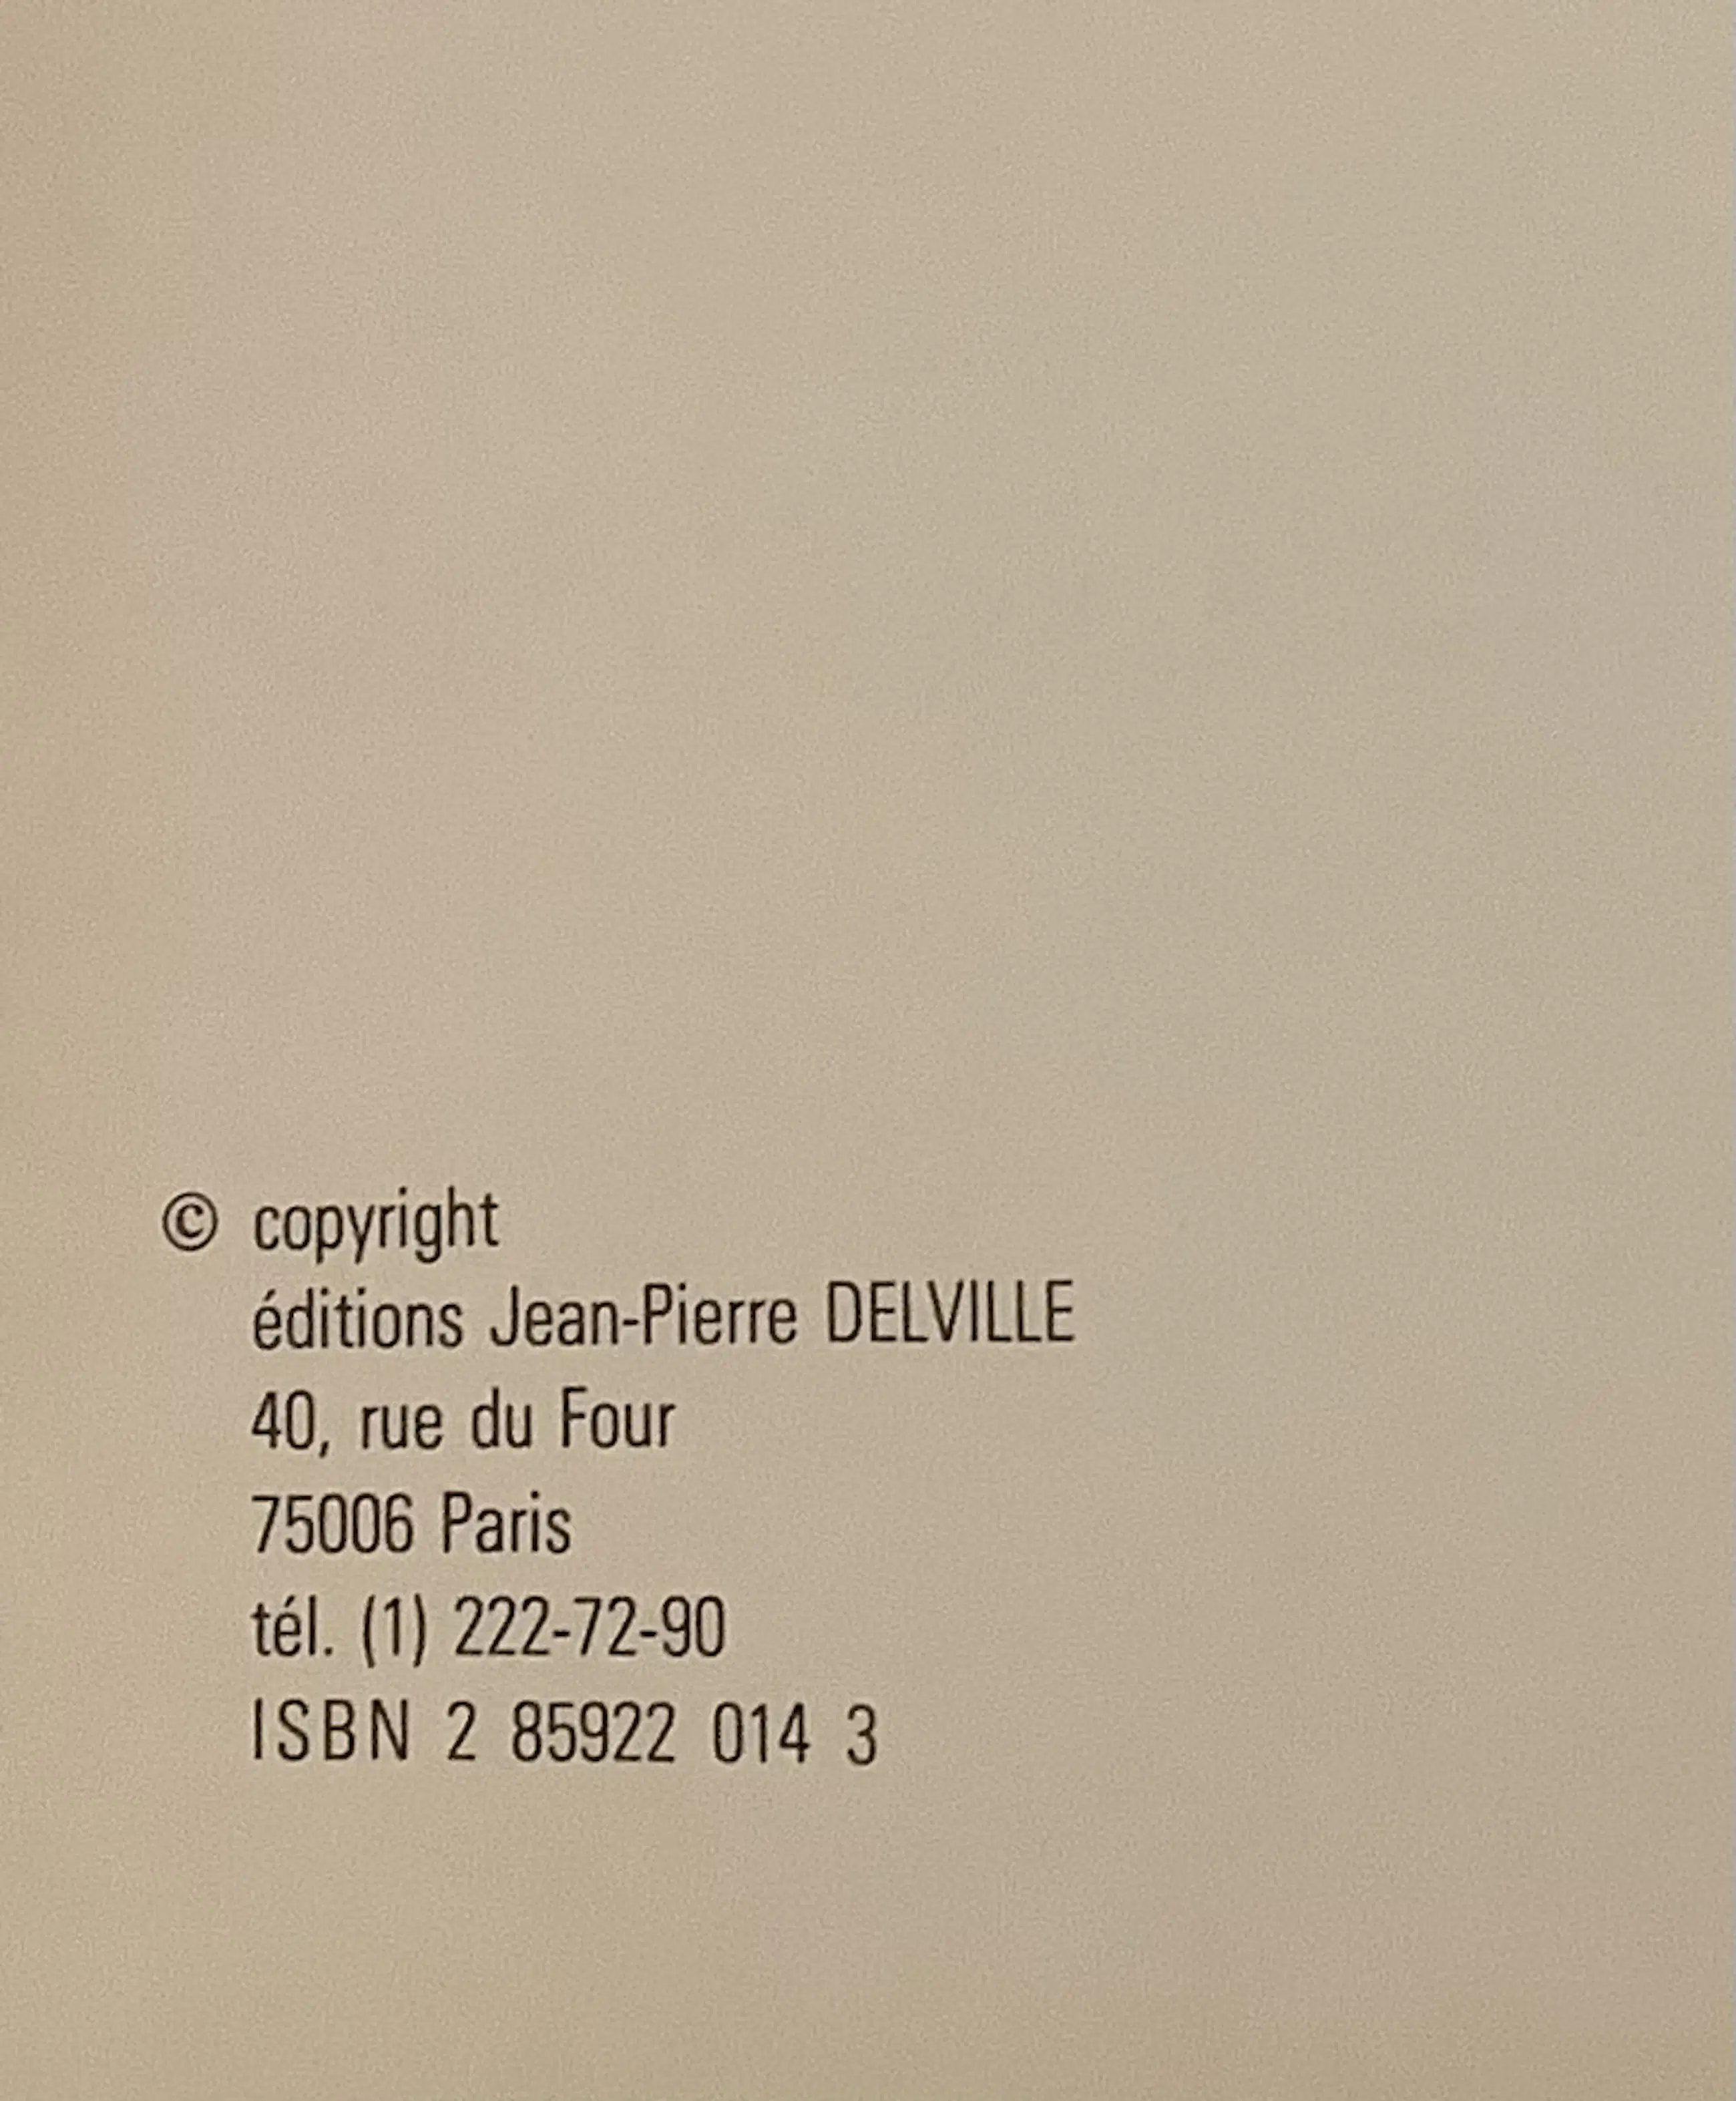 © copyright
éditions Jean-Pierre DELVILLE
40, rue du Four
75006 Paris
tél. (1) 222-72-90
ISBN 2 85922 014 3